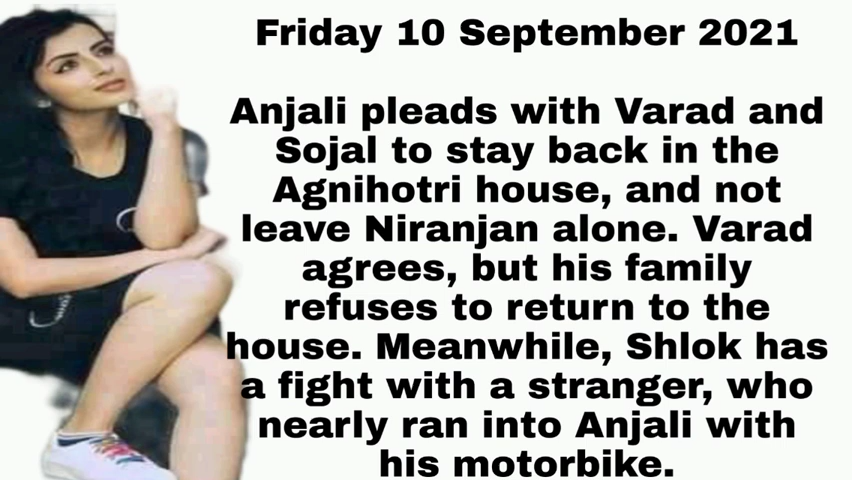 Friday 10 September 2021
Anjali pleads with Varad and
Sojal to stay back in the
Agnihotri house, and not
leave Niranjan alone. Varad
agrees, but his family
refuses to return to the
house. Meanwhile, Shlok has
a fight with a stranger, who
nearly ran into Anjali with
his motorbike.